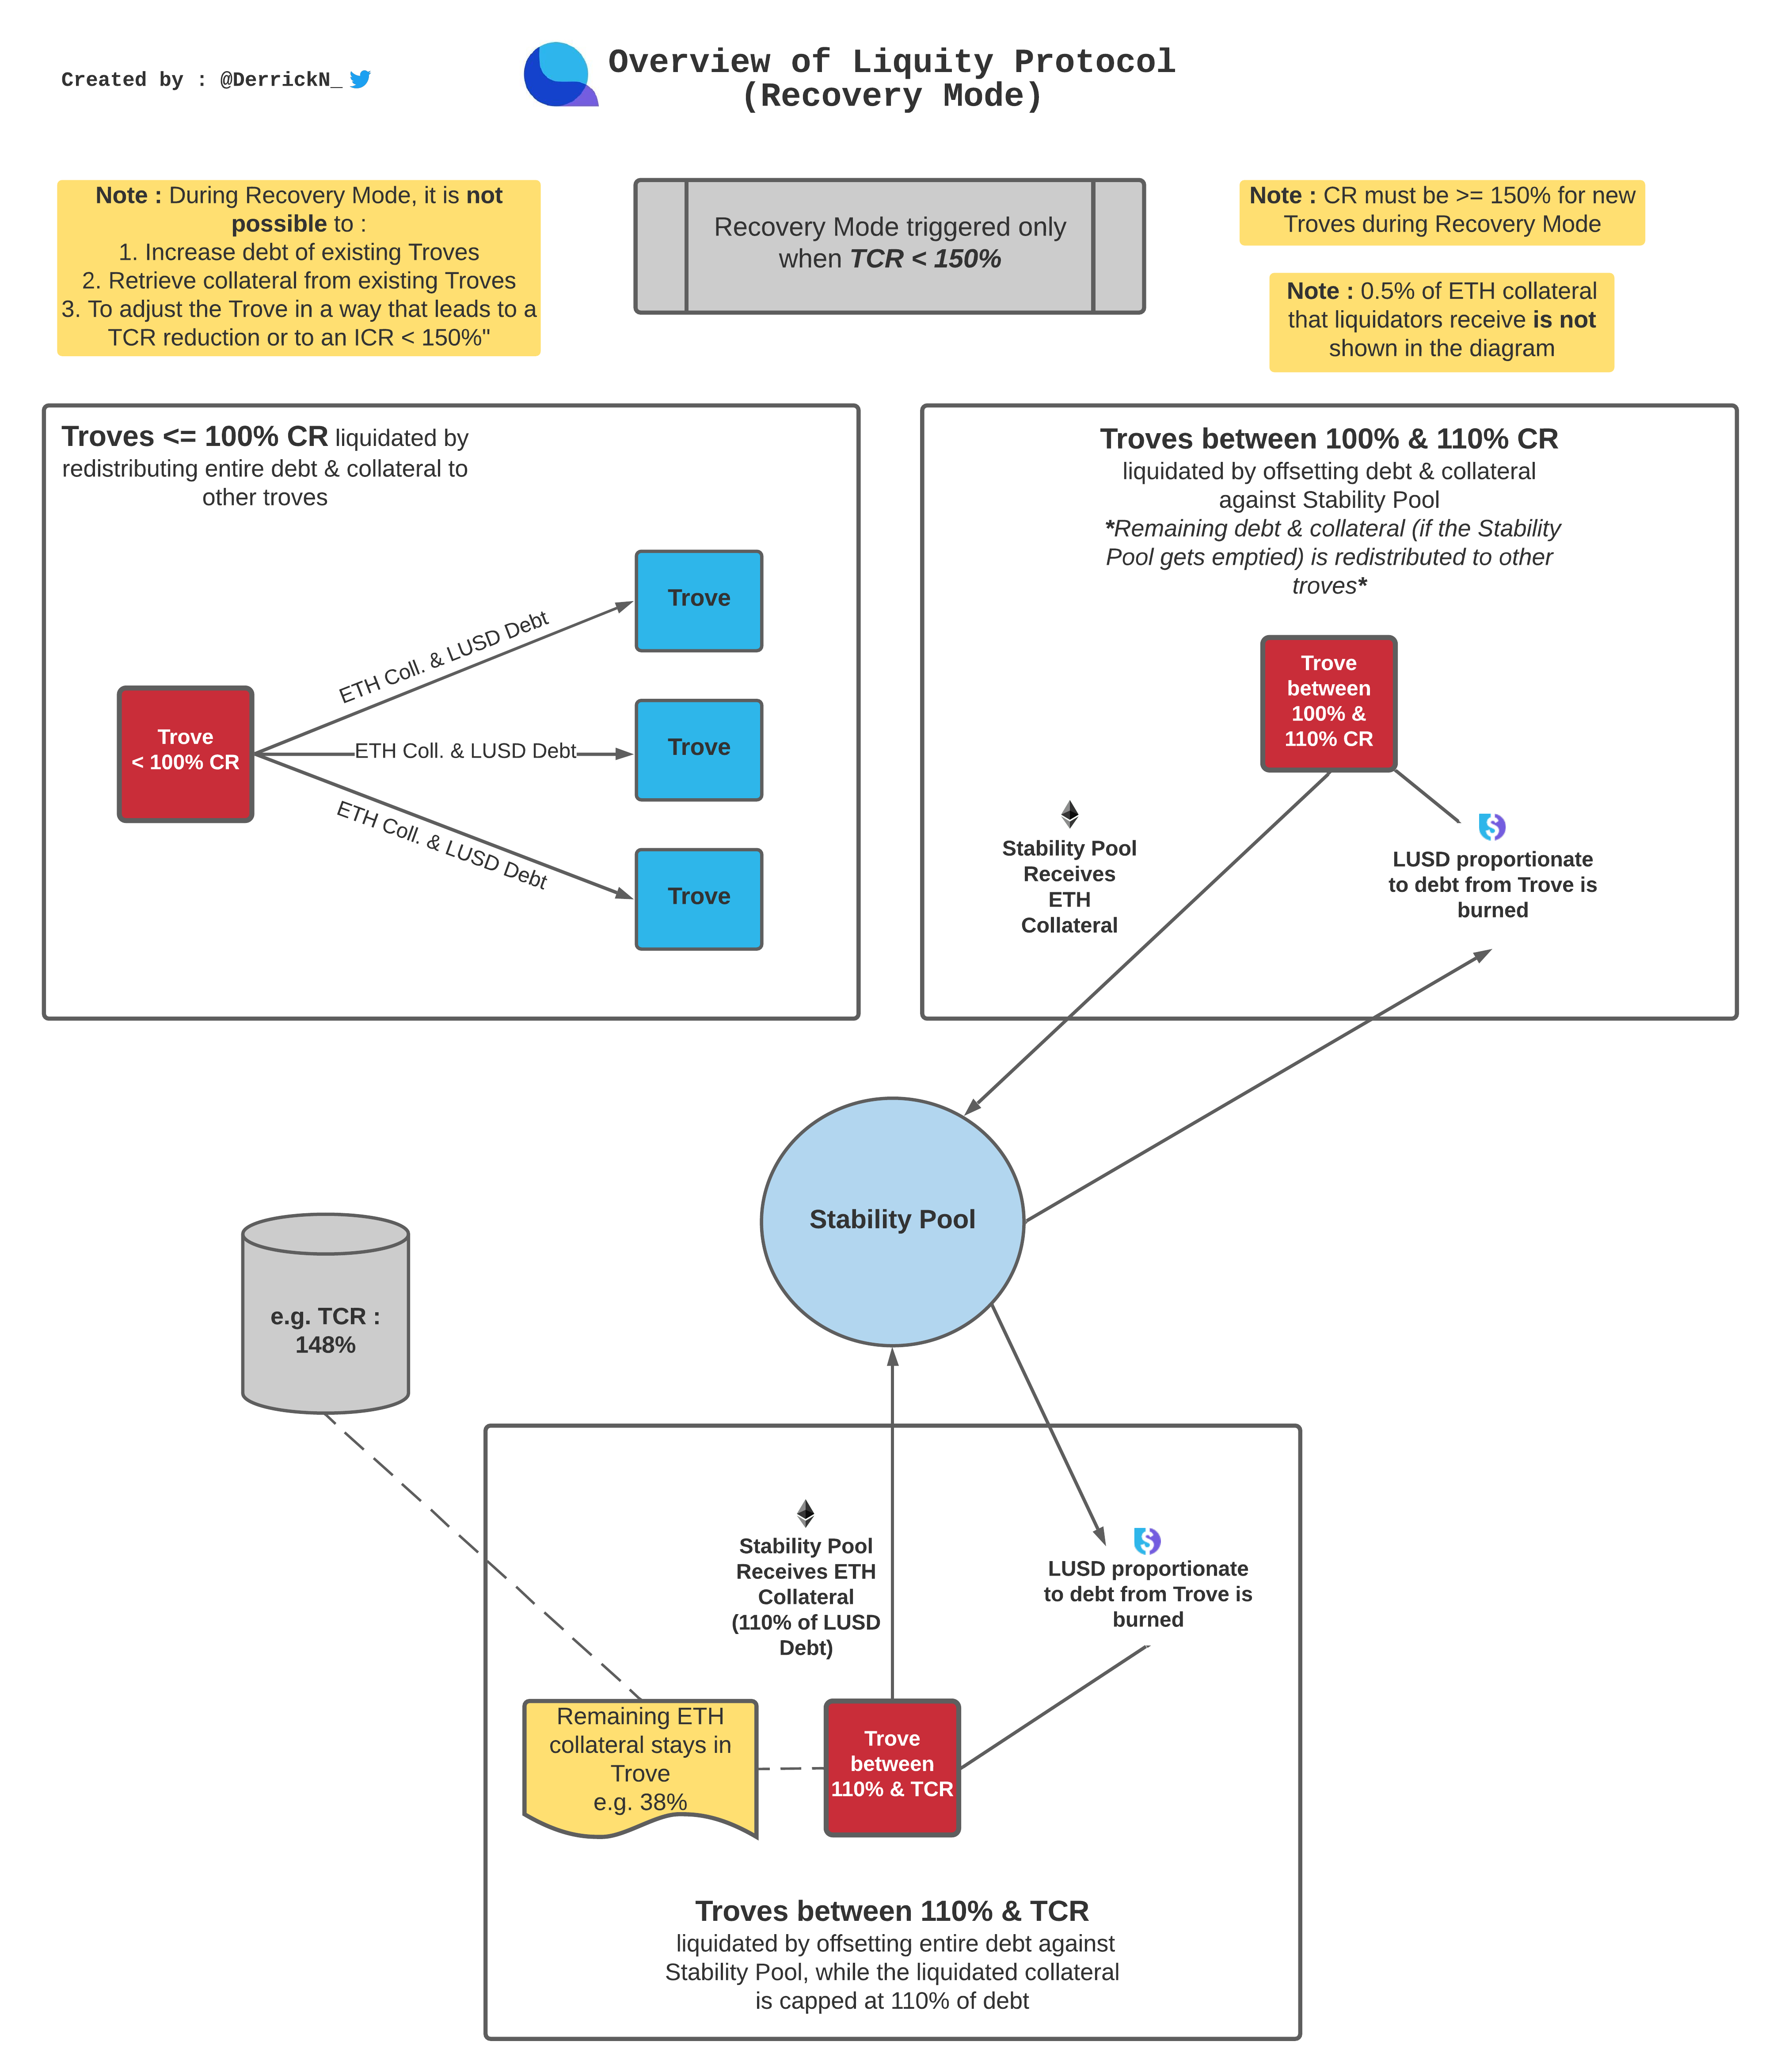 Created by : @DerrickN_
Overview of Liquity Protocol
(Recovery Mode)
Note : During Recovery Mode, it is not
possible to :
1. Increase debt of existing Troves
2. Retrieve collateral from existing Troves
3. To adjust the Trove in a way that leads to a
TCR reduction or to an ICR < 150%"
Recovery Mode triggered only
when TCR < 150%
Note : CR must be >= 150% for new
Troves during Recovery Mode
Note : 0.5% of ETH collateral
that liquidators receive is not
shown in the diagram
Troves <= 100% CR liquidated by
redistributing entire debt & collateral to
other troves
Trove
< 100% CR
ETH Coll. & LUSD Debt
ETH Coll. & LUSD Debt
ETH Coll. & LUSD Debt
Trove
Trove
Trove
Troves between 100% & 110% CR
liquidated by offsetting debt & collateral
against Stability Pool
*Remaining debt & collateral (if the Stability
Pool gets emptied) is redistributed to other
troves*
Trove
between
100% &
110% CR
Stability Pool
Receives
ETH
Collateral
LUSD proportionate
to debt from Trove is
burned
Stability Pool
e.g. TCR :
148%
Stability Pool
Receives ETH
Collateral
(110% of LUSD
Debt)
LUSD proportionate
to debt from Trove is
burned
Remaining ETH
collateral stays in
Trove
e.g. 38%
Trove
between
110% & TCR
Troves between 110% & TCR
liquidated by offsetting entire debt against
Stability Pool, while the liquidated collateral
is capped at 110% of debt